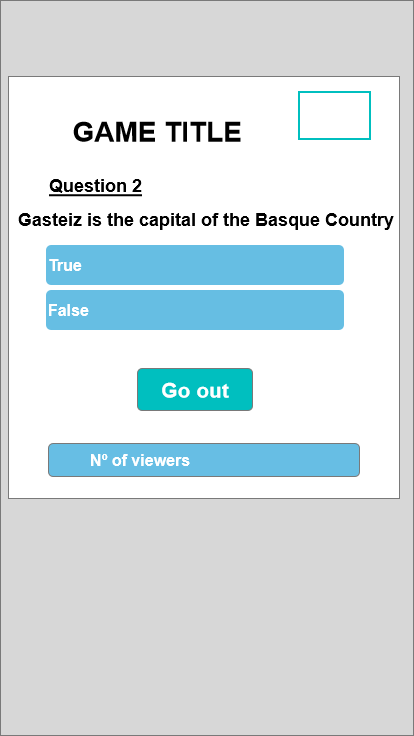 GAME TITLE
Question 2
Gasteiz is the capital of the Basque Country
True
False
Go out
Nº of viewers